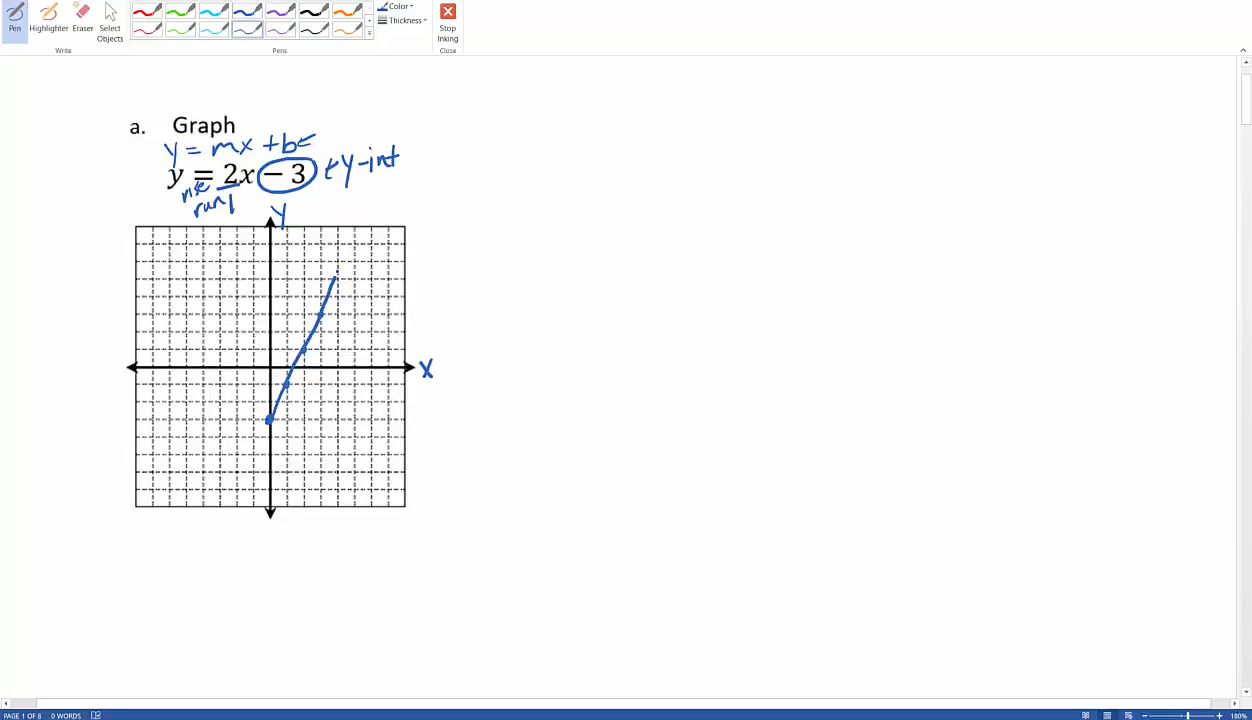 Color
Thickness
Pen
Highlighter
Eraser
Select Objects
Stop Inking
Write
Pens
Close
a. Graph
y = mx + b
y = 2x − 3 ← y-int
rise
run 1
y
x
PAGE 1 OF 8 0 WORDS
180%